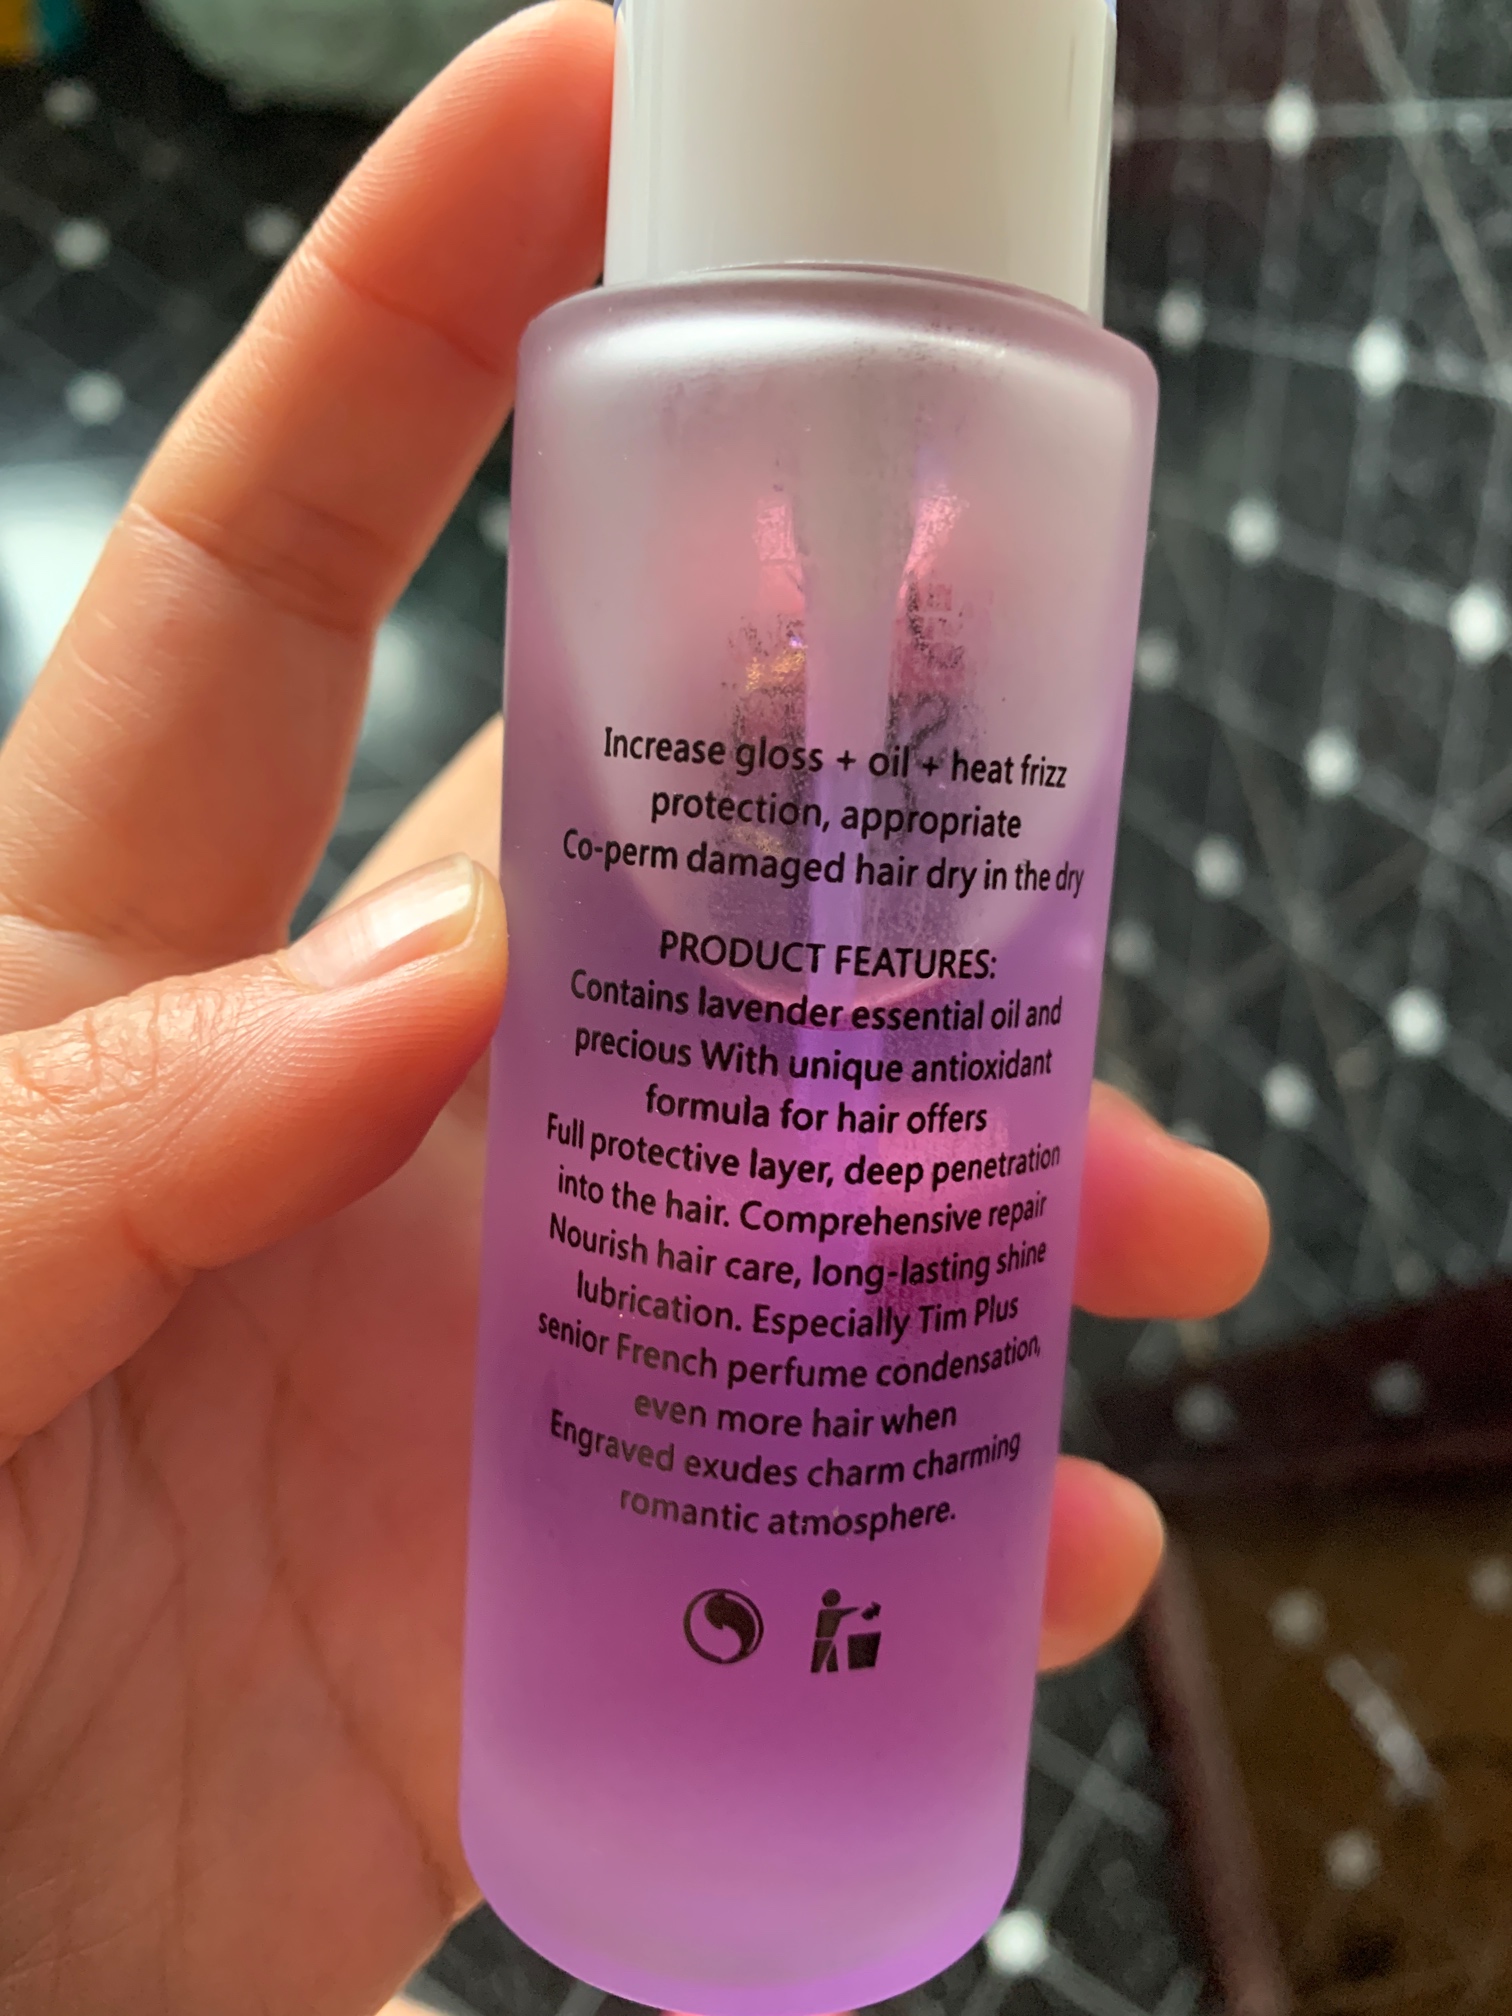 Increase gloss + oil + heat frizz
protection, appropriate
Co-perm damaged hair dry in the dry
PRODUCT FEATURES:
Contains lavender essential oil and
precious With unique antioxidant
formula for hair offers
Full protective layer, deep penetration
into the hair. Comprehensive repair
Nourish hair care, long-lasting shine
lubrication. Especially Tim Plus
senior French perfume condensation,
even more hair when
Engraved exudes charm charming
romantic atmosphere.